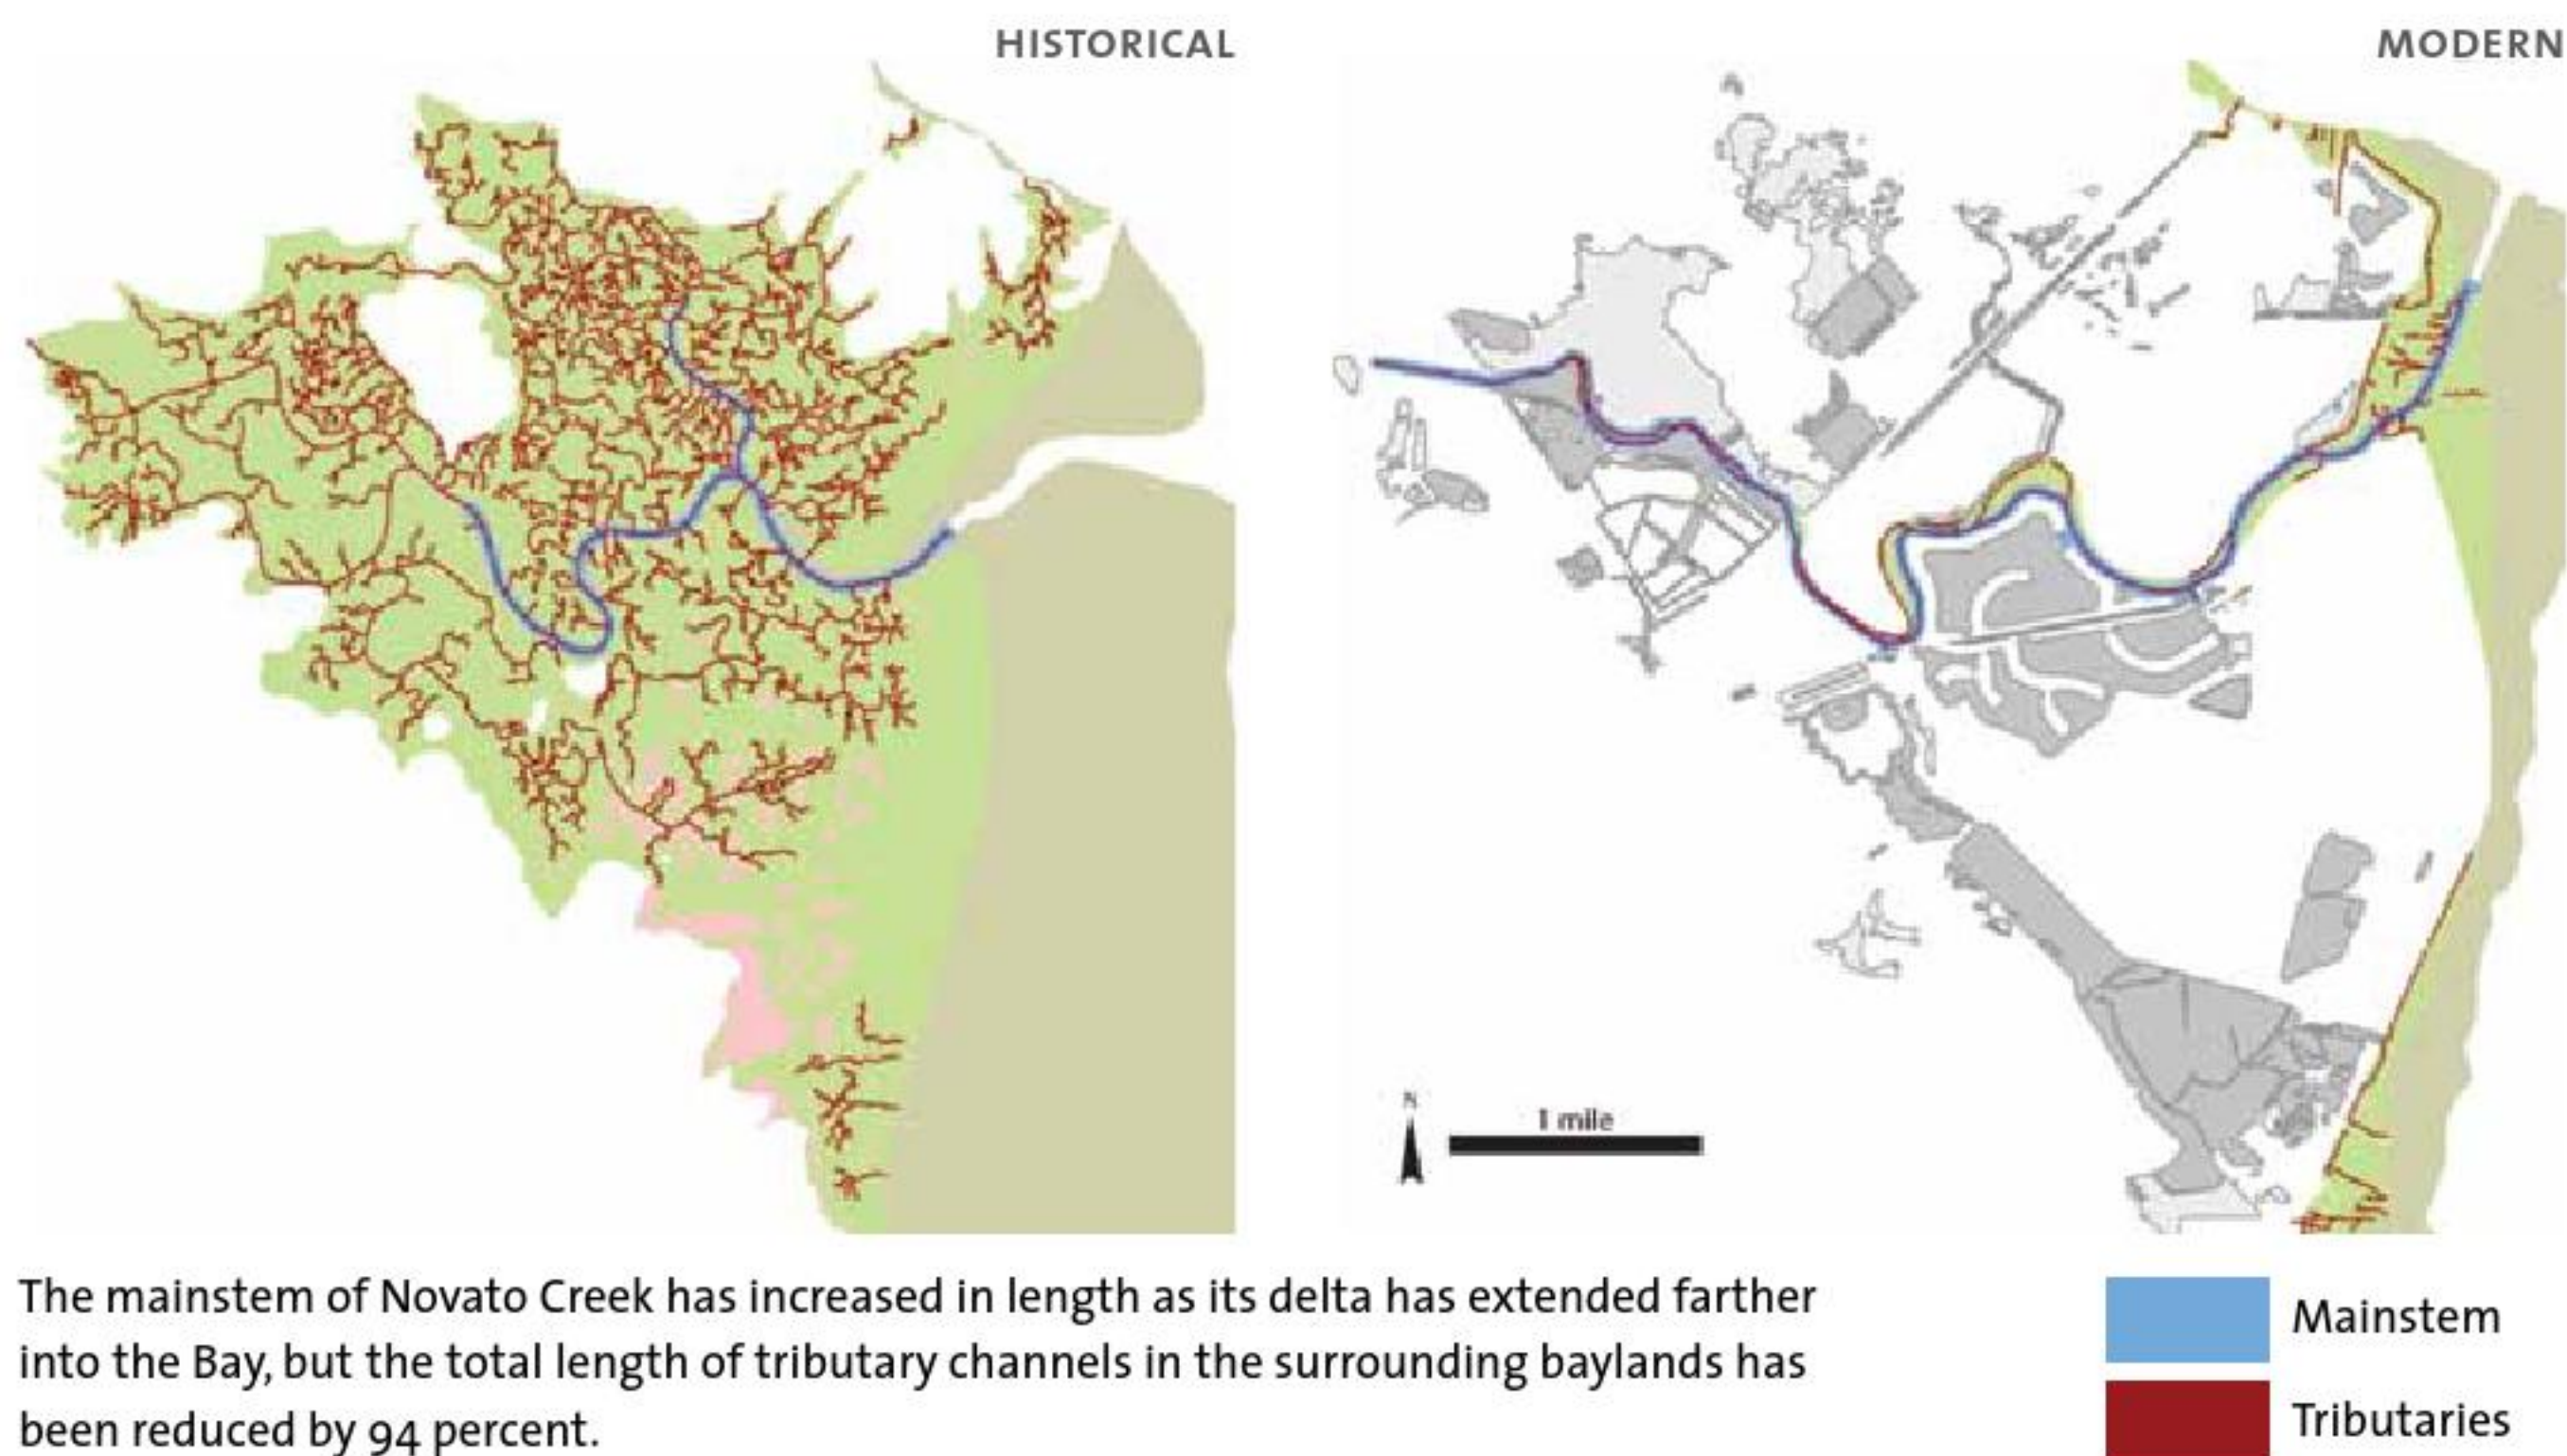 HISTORICAL
MODERN
N
1 mile
The mainstem of Novato Creek has increased in length as its delta has extended farther
into the Bay, but the total length of tributary channels in the surrounding baylands has
been reduced by 94 percent.
Mainstem
Tributaries